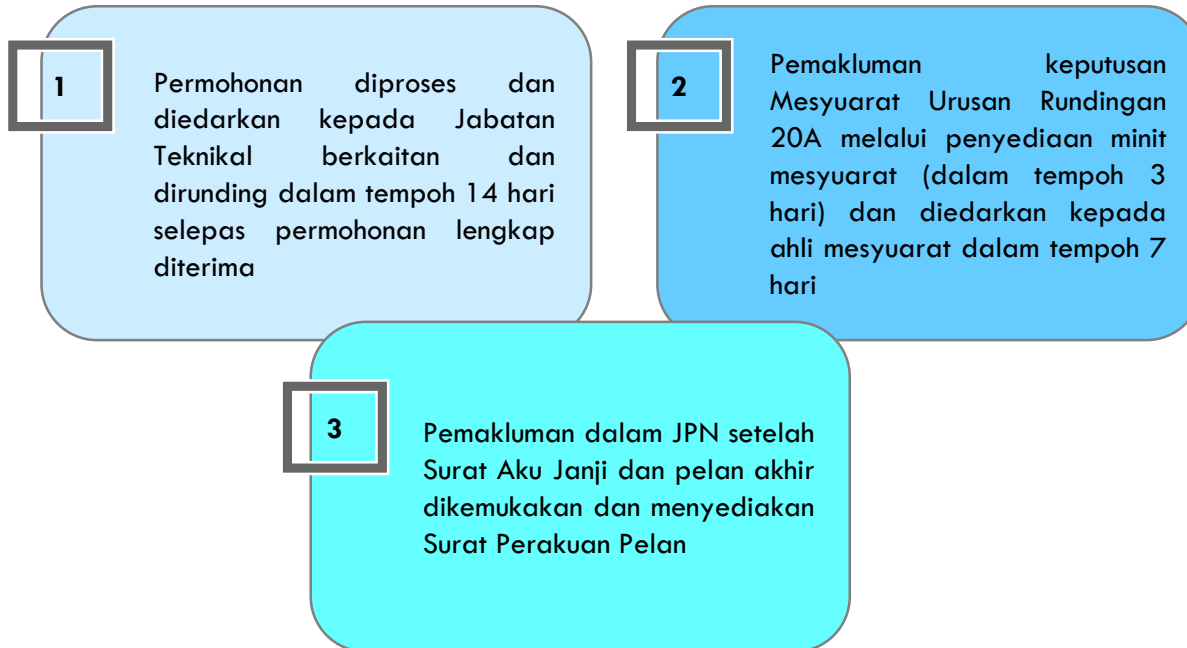 1
Permohonan diproses dan
diedarkan kepada Jabatan
Teknikal berkaitan dan
dirunding dalam tempoh 14 hari
selepas permohonan lengkap
diterima
2
Pemakluman keputusan
Mesyuarat Urusan Rundingan
20A melalui penyediaan minit
mesyuarat (dalam tempoh 3
hari) dan diedarkan kepada
ahli mesyuarat dalam tempoh 7
hari
3
Pemakluman dalam JPN setelah
Surat Aku Janji dan pelan akhir
dikemukakan dan menyediakan
Surat Perakuan Pelan